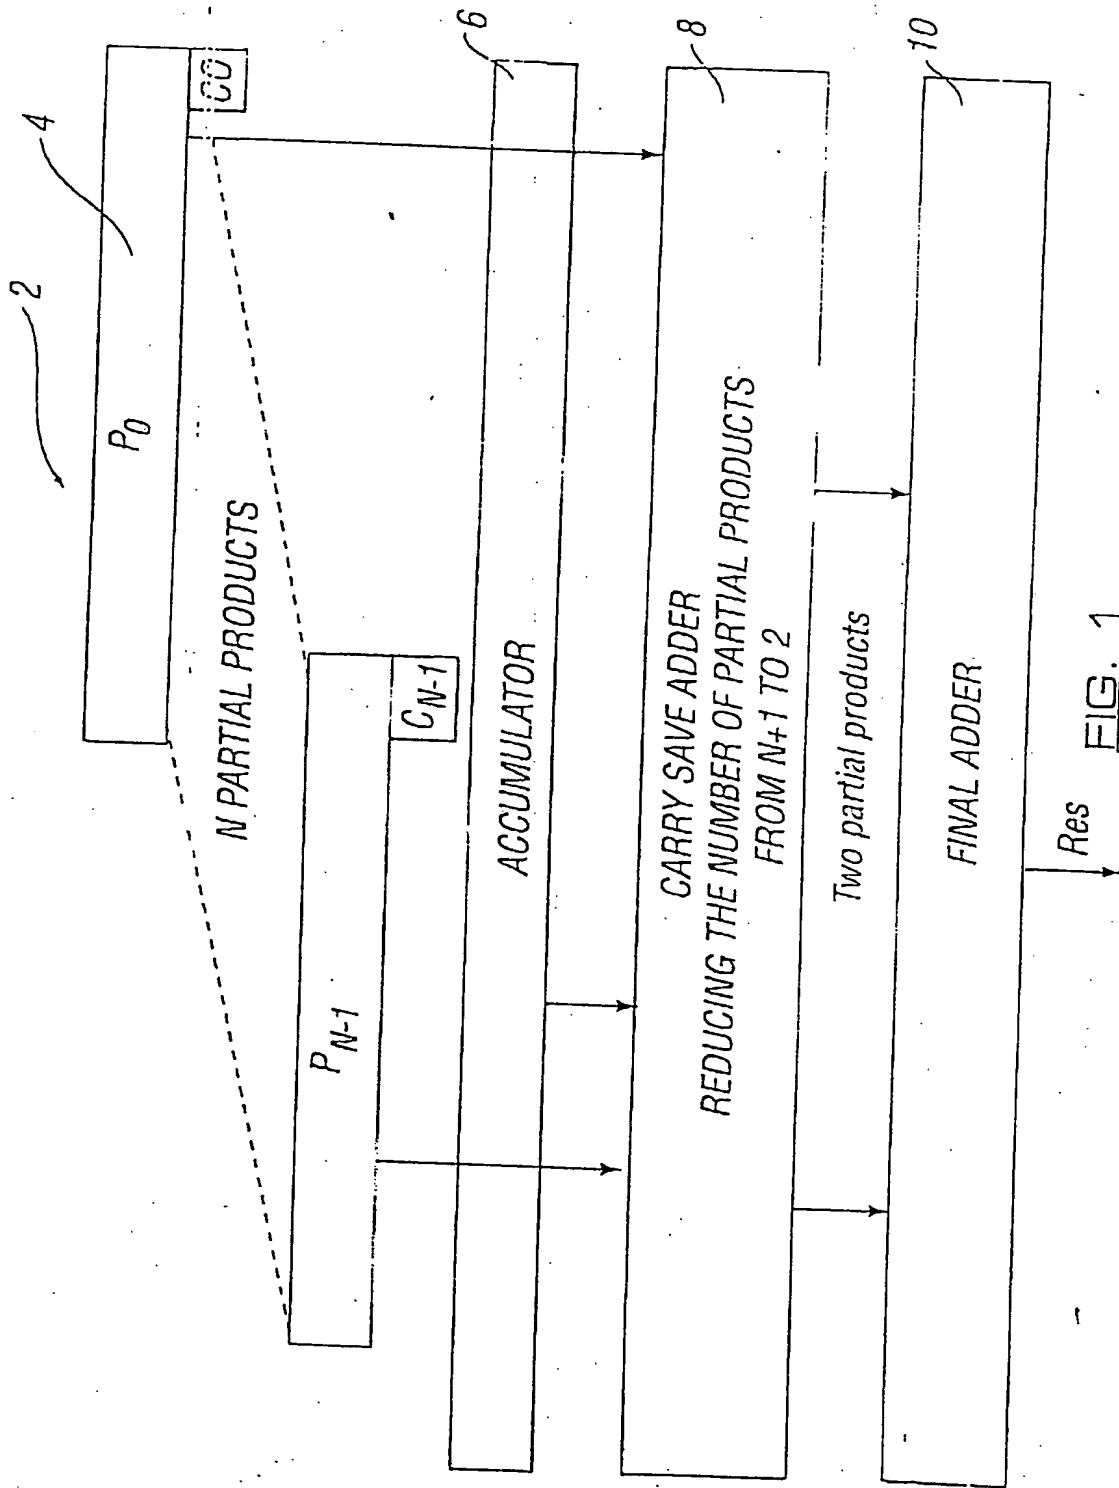 2
4
P0
C0
N PARTIAL PRODUCTS
PN-1
CN-1
6
ACCUMULATOR
8
CARRY SAVE ADDER
REDUCING THE NUMBER OF PARTIAL PRODUCTS
FROM N+1 TO 2
Two partial products
10
FINAL ADDER
Res
FIG. 1